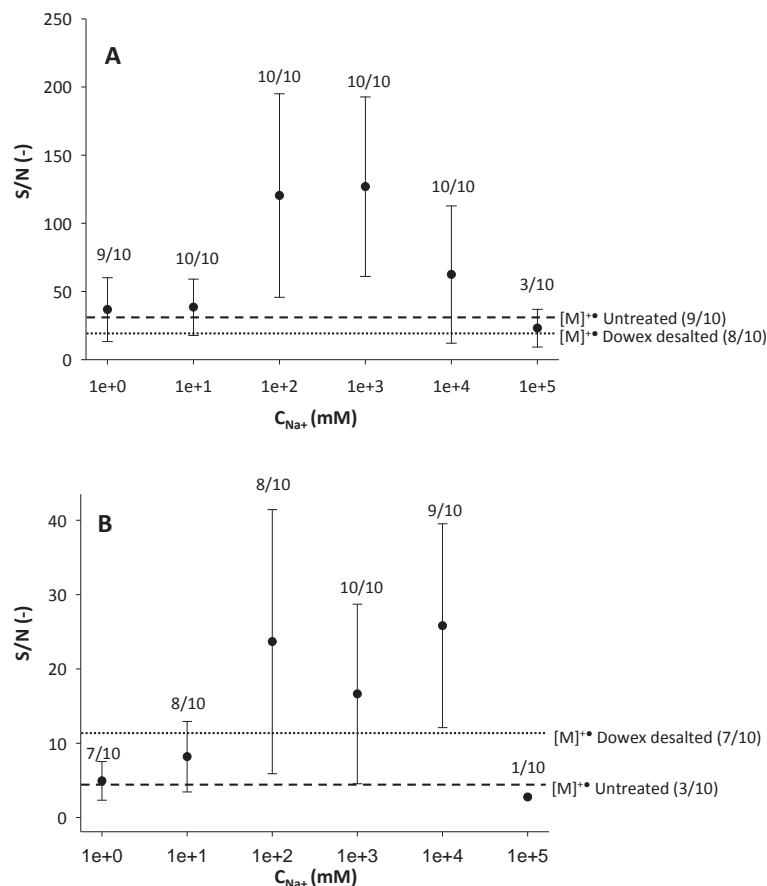 A
250
200
150
100
50
0
S/N (-)
9/10
10/10
10/10
10/10
10/10
3/10
[M]⁺• Untreated (9/10)
[M]⁺• Dowex desalted (8/10)
1e+0 1e+1 1e+2 1e+3 1e+4 1e+5
C_Na+ (mM)
B
40
30
20
10
0
S/N (-)
7/10
8/10
8/10
10/10
9/10
1/10
[M]⁺• Dowex desalted (7/10)
[M]⁺• Untreated (3/10)
1e+0 1e+1 1e+2 1e+3 1e+4 1e+5
C_Na+ (mM)